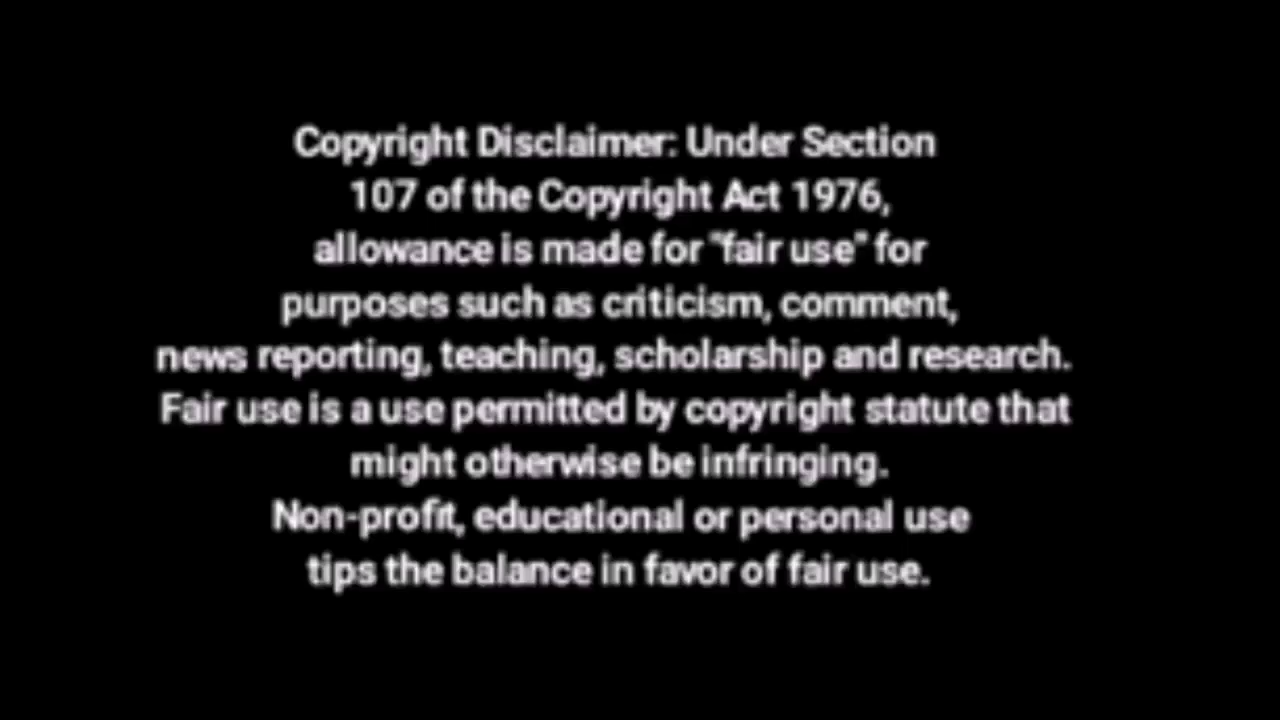 Copyright Disclaimer: Under Section
107 of the Copyright Act 1976,
allowance is made for "fair use" for
purposes such as criticism, comment,
news reporting, teaching, scholarship and research.
Fair use is a use permitted by copyright statute that
might otherwise be infringing.
Non-profit, educational or personal use
tips the balance in favor of fair use.